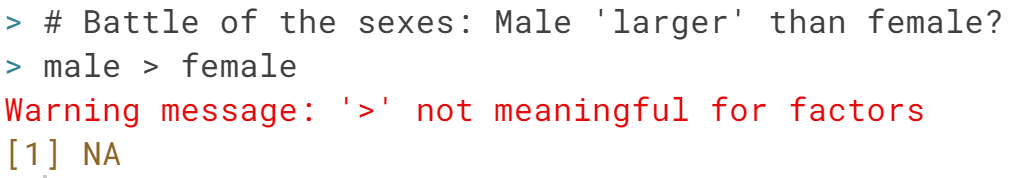 > # Battle of the sexes: Male 'larger' than female?
> male > female
Warning message: '>' not meaningful for factors
[1] NA